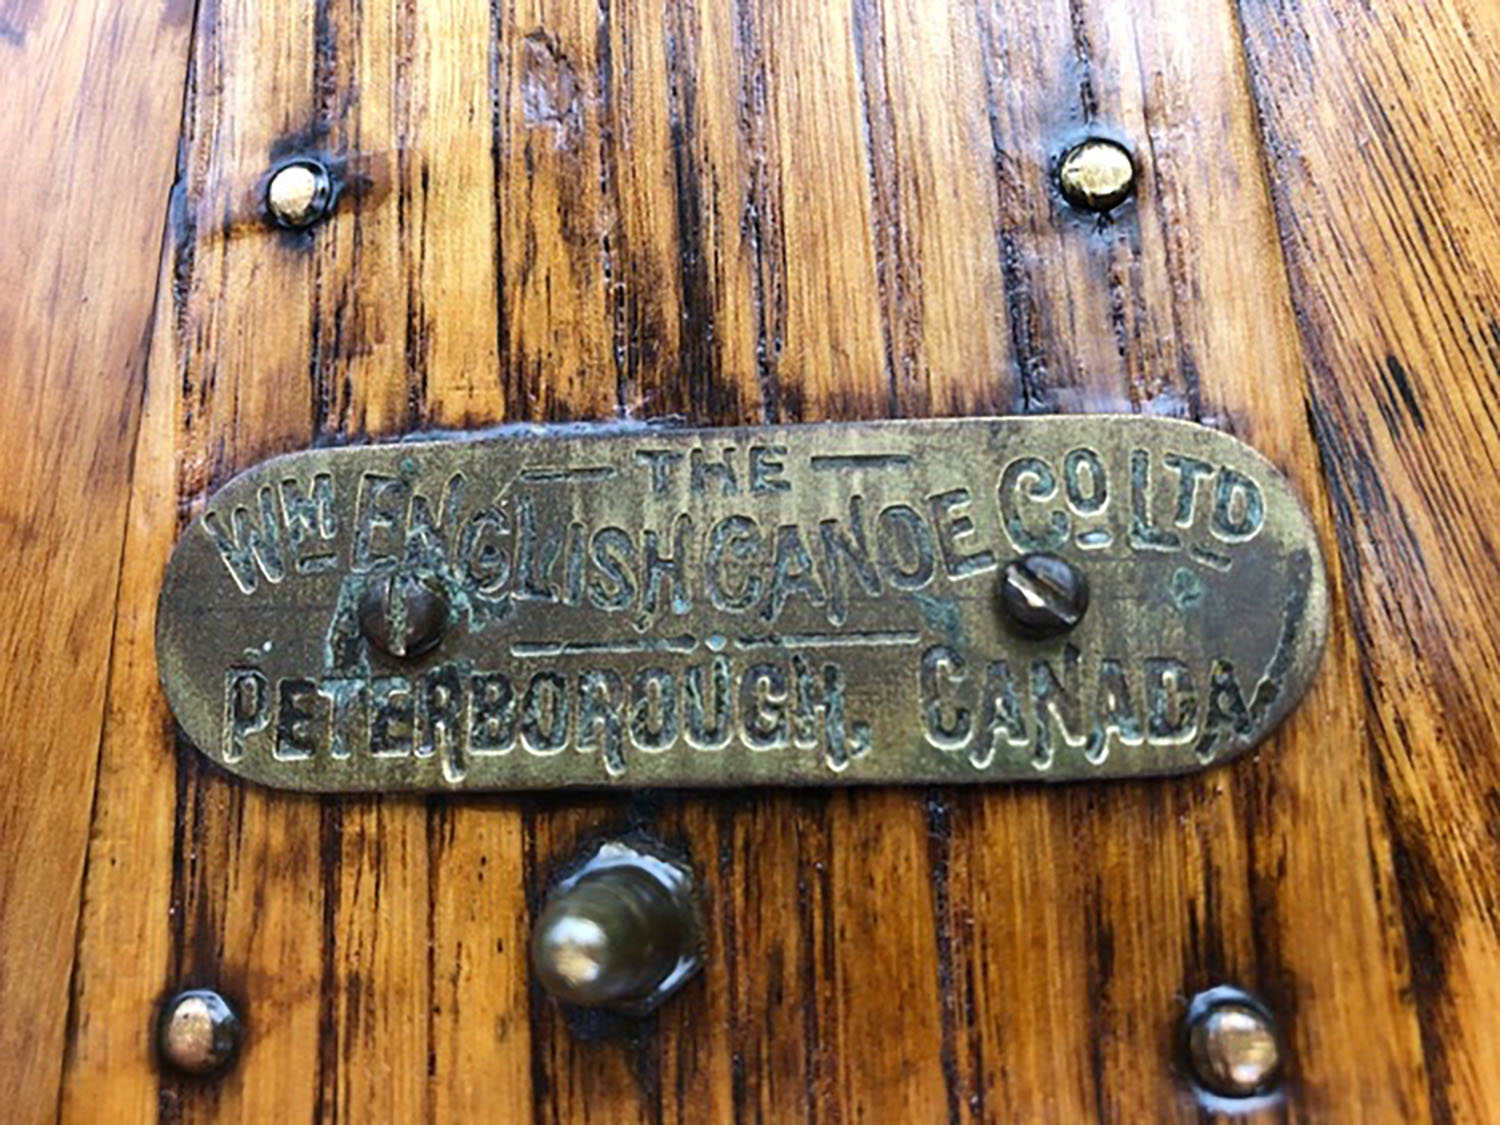 — THE —
WM ENGLISH CANOE CO LTD
PETERBOROUGH, CANADA